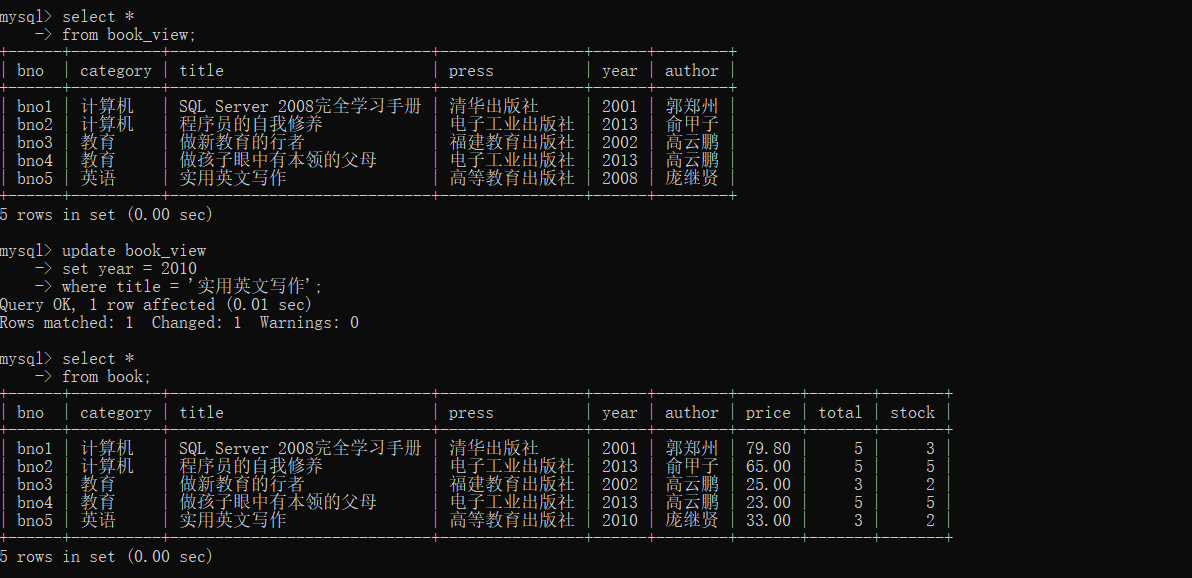 mysql> select *
    -> from book_view;
+------+----------+-----------------------------+----------------+------+--------+
| bno  | category | title                       | press          | year | author |
+------+----------+-----------------------------+----------------+------+--------+
| bno1 | 计算机   | SQL Server 2008完全学习手册 | 清华出版社     | 2001 | 郭郑州 |
| bno2 | 计算机   | 程序员的自我修养            | 电子工业出版社 | 2013 | 俞甲子 |
| bno3 | 教育     | 做新教育的行者              | 福建教育出版社 | 2002 | 高云鹏 |
| bno4 | 教育     | 做孩子眼中有本领的父母      | 电子工业出版社 | 2013 | 高云鹏 |
| bno5 | 英语     | 实用英文写作                | 高等教育出版社 | 2008 | 庞继贤 |
+------+----------+-----------------------------+----------------+------+--------+
5 rows in set (0.00 sec)
mysql> update book_view
    -> set year = 2010
    -> where title = '实用英文写作';
Query OK, 1 row affected (0.01 sec)
Rows matched: 1  Changed: 1  Warnings: 0
mysql> select *
    -> from book;
+------+----------+-----------------------------+----------------+------+--------+-------+-------+-------+
| bno  | category | title                       | press          | year | author | price | total | stock |
+------+----------+-----------------------------+----------------+------+--------+-------+-------+-------+
| bno1 | 计算机   | SQL Server 2008完全学习手册 | 清华出版社     | 2001 | 郭郑州 | 79.80 |     5 |     3 |
| bno2 | 计算机   | 程序员的自我修养            | 电子工业出版社 | 2013 | 俞甲子 | 65.00 |     5 |     5 |
| bno3 | 教育     | 做新教育的行者              | 福建教育出版社 | 2002 | 高云鹏 | 25.00 |     3 |     2 |
| bno4 | 教育     | 做孩子眼中有本领的父母      | 电子工业出版社 | 2013 | 高云鹏 | 23.00 |     5 |     5 |
| bno5 | 英语     | 实用英文写作                | 高等教育出版社 | 2010 | 庞继贤 | 33.00 |     3 |     2 |
+------+----------+-----------------------------+----------------+------+--------+-------+-------+-------+
5 rows in set (0.00 sec)